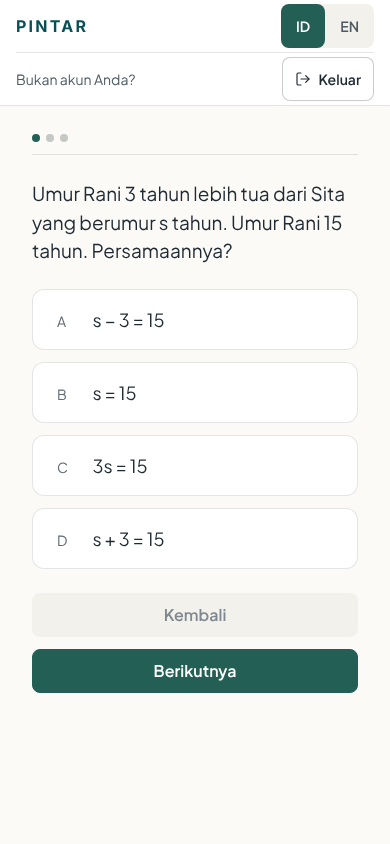 PINTAR
ID
EN
Bukan akun Anda?
Keluar
Umur Rani 3 tahun lebih tua dari Sita
yang berumur s tahun. Umur Rani 15
tahun. Persamaannya?
A s – 3 = 15
B s = 15
C 3s = 15
D s + 3 = 15
Kembali
Berikutnya